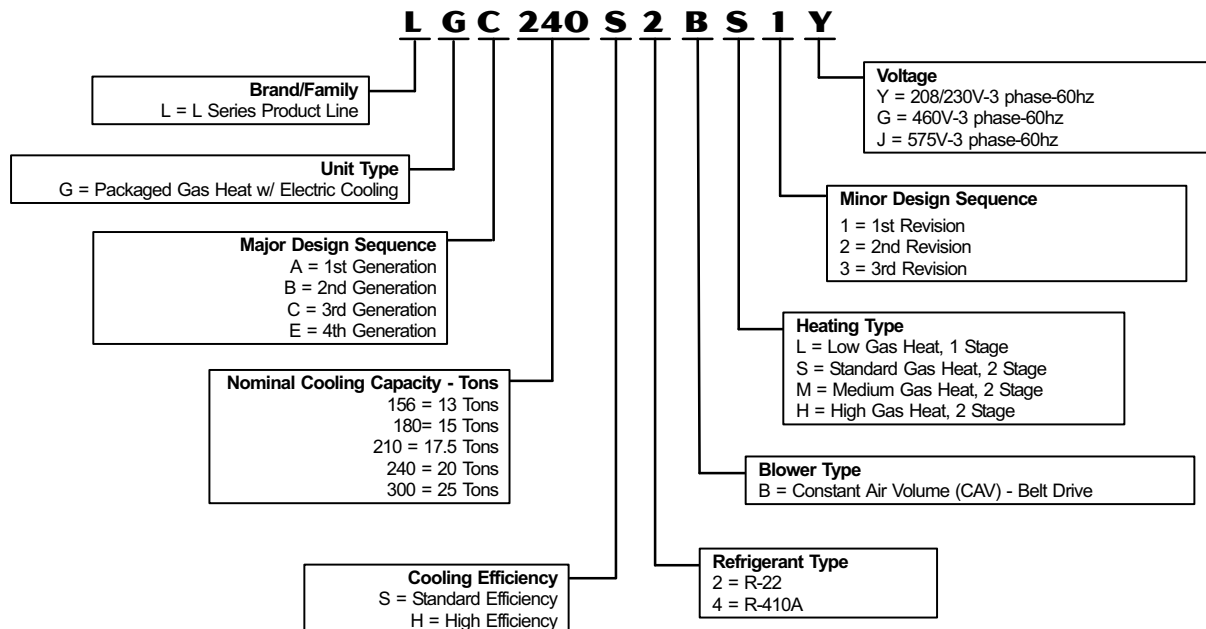 L G C 240 S 2 B S 1 Y
Brand/Family
L = L Series Product Line
Unit Type
G = Packaged Gas Heat w/ Electric Cooling
Major Design Sequence
A = 1st Generation
B = 2nd Generation
C = 3rd Generation
E = 4th Generation
Nominal Cooling Capacity - Tons
156 = 13 Tons
180= 15 Tons
210 = 17.5 Tons
240 = 20 Tons
300 = 25 Tons
Cooling Efficiency
S = Standard Efficiency
H = High Efficiency
Voltage
Y = 208/230V-3 phase-60hz
G = 460V-3 phase-60hz
J = 575V-3 phase-60hz
Minor Design Sequence
1 = 1st Revision
2 = 2nd Revision
3 = 3rd Revision
Heating Type
L = Low Gas Heat, 1 Stage
S = Standard Gas Heat, 2 Stage
M = Medium Gas Heat, 2 Stage
H = High Gas Heat, 2 Stage
Blower Type
B = Constant Air Volume (CAV) - Belt Drive
Refrigerant Type
2 = R-22
4 = R-410A